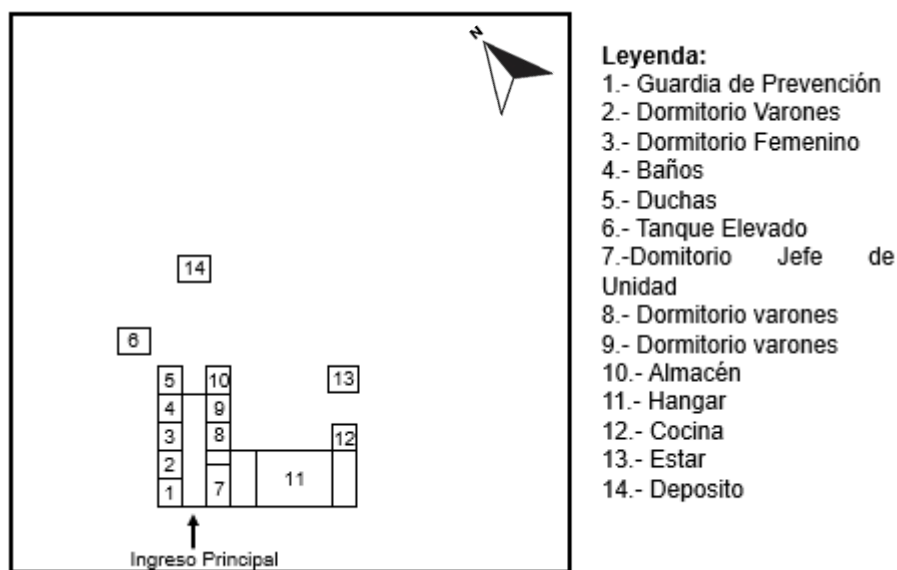 N
14
6
5 10 13
4 9
3 8 12
2
1 7 11
Ingreso Principal
Leyenda:
1.- Guardia de Prevención
2.- Dormitorio Varones
3.- Dormitorio Femenino
4.- Baños
5.- Duchas
6.- Tanque Elevado
7.-Domitorio Jefe de
Unidad
8.- Dormitorio varones
9.- Dormitorio varones
10.- Almacén
11.- Hangar
12.- Cocina
13.- Estar
14.- Deposito